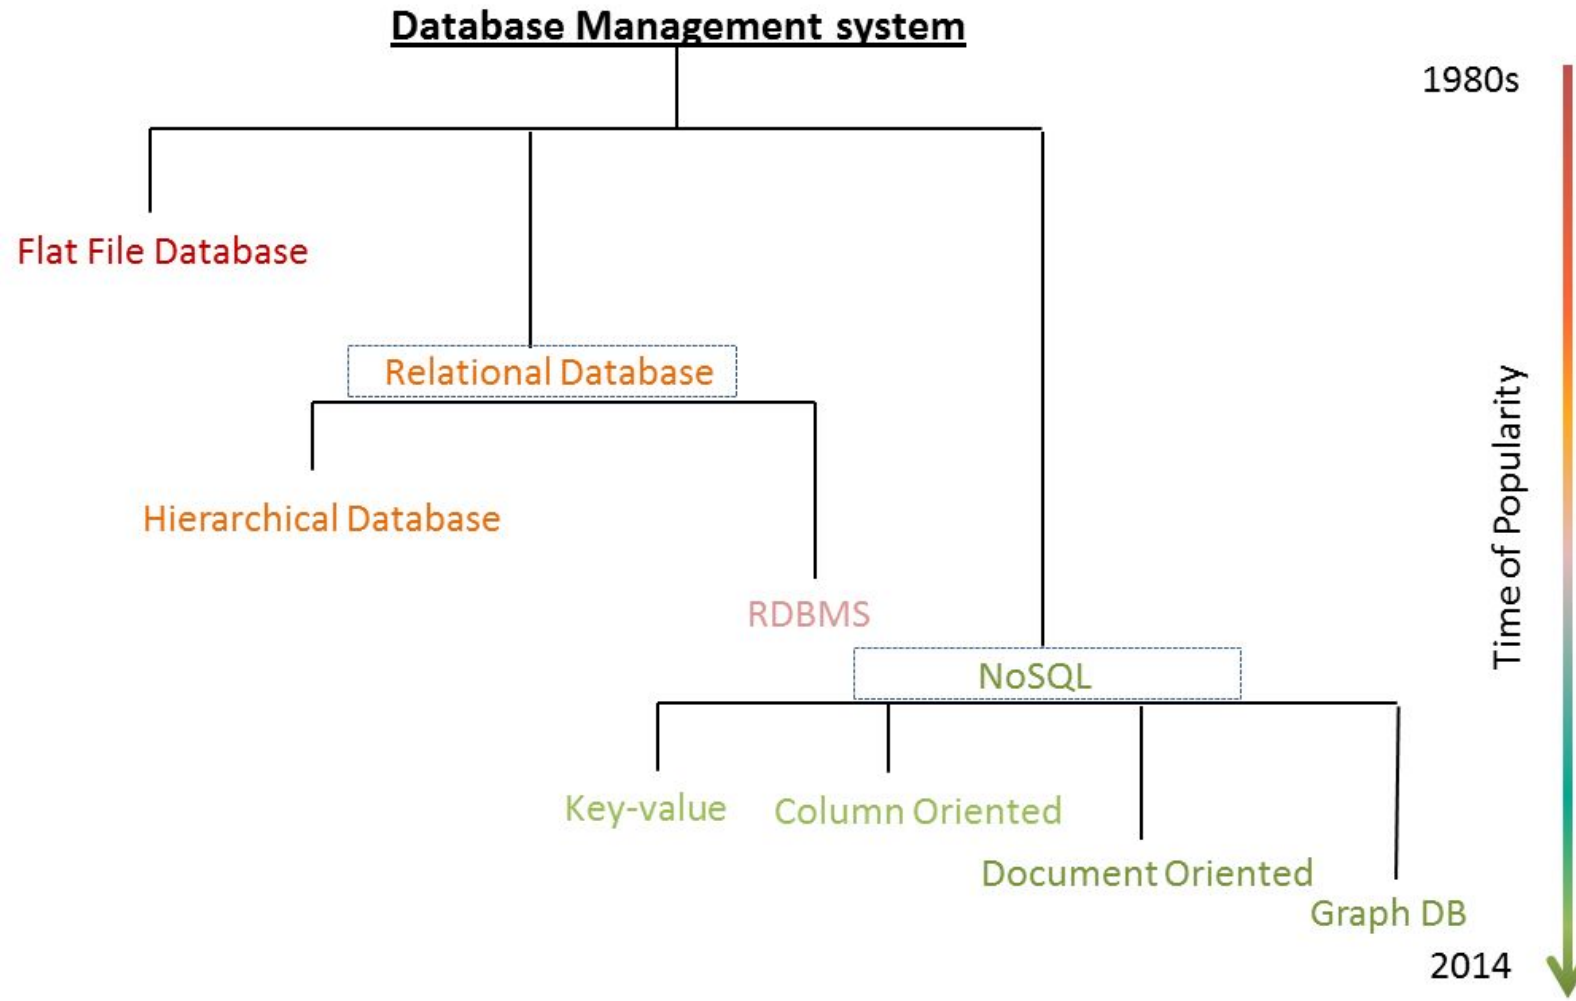 Database Management system
1980s
Flat File Database
Relational Database
Time of Popularity
Hierarchical Database
RDBMS
NoSQL
Key-value
Column Oriented
Document Oriented
Graph DB
2014